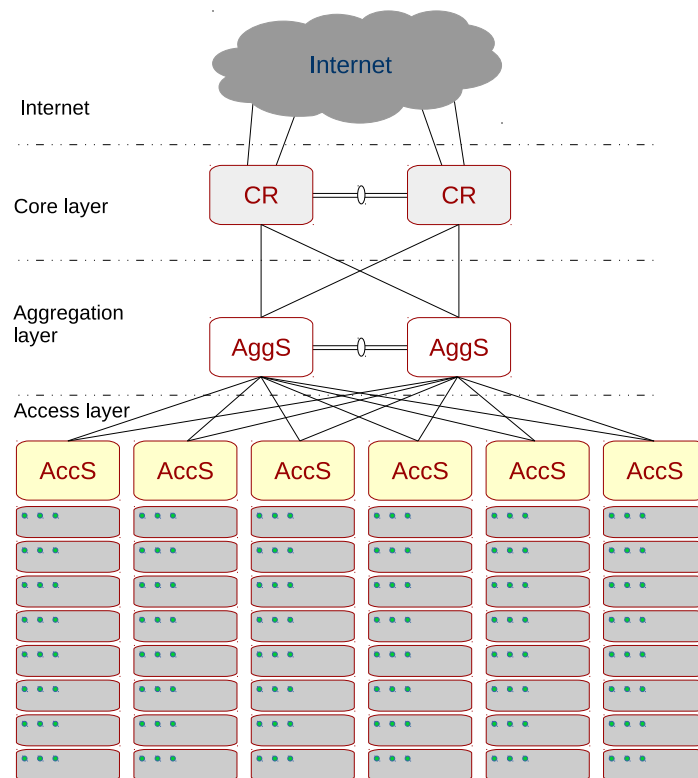 Internet
Internet
CR CR
Core layer
Aggregation
layer
AggS AggS
Access layer
AccS AccS AccS AccS AccS AccS